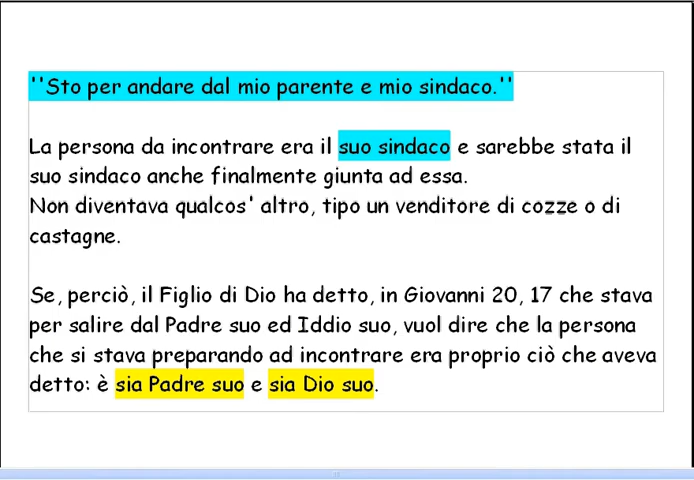 ''Sto per andare dal mio parente e mio sindaco.''
La persona da incontrare era il suo sindaco e sarebbe stata il
suo sindaco anche finalmente giunta ad essa.
Non diventava qualcos' altro, tipo un venditore di cozze o di
castagne.
Se, perciò, il Figlio di Dio ha detto, in Giovanni 20, 17 che stava
per salire dal Padre suo ed Iddio suo, vuol dire che la persona
che si stava preparando ad incontrare era proprio ciò che aveva
detto: è sia Padre suo e sia Dio suo.